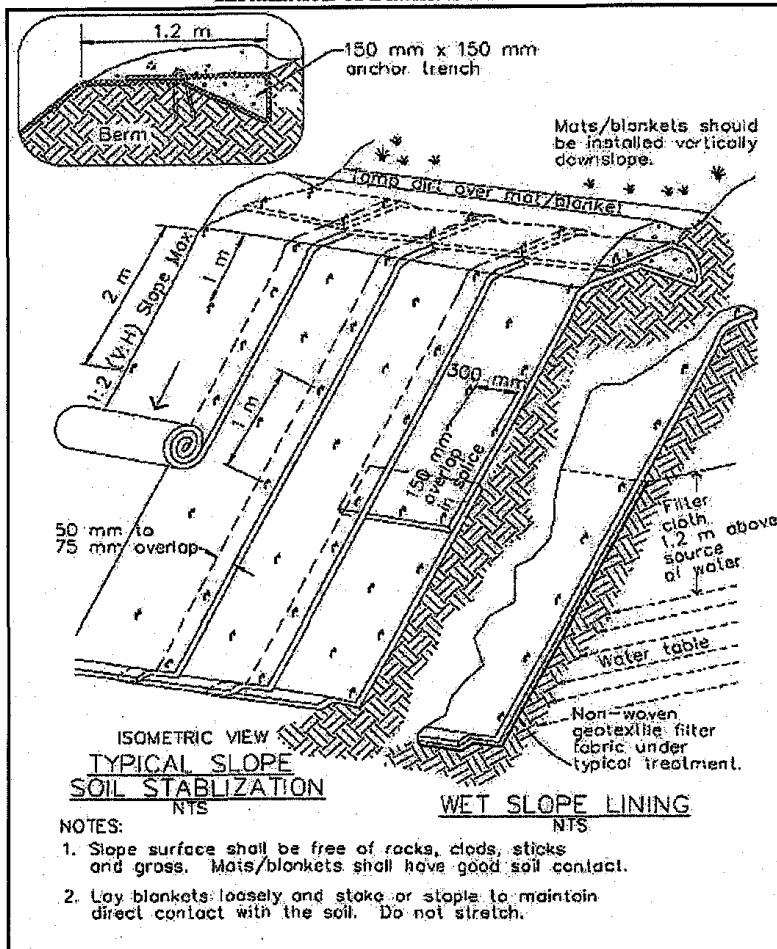 1.2 m
150 mm x 150 mm
anchor trench
Berm
Mats/blankets should
be installed vertically
downslope.
Tamp dirt over mat/blanket
2 m
1 m
1:2 (V:H) Slope Max
1 m
300 mm
150 mm
overlap
in splice
50 mm to
75 mm overlap
Filter
cloth
1.2 m above
source
of water
Water table
Non-woven
geotextile filter
fabric under
typical treatment.
ISOMETRIC VIEW
TYPICAL SLOPE
SOIL STABLIZATION
NTS
WET SLOPE LINING
NTS
NOTES:
1. Slope surface shall be free of rocks, clods, sticks
and grass. Mats/blankets shall have good soil contact.
2. Lay blankets loosely and stake or staple to maintain
direct contact with the soil. Do not stretch.